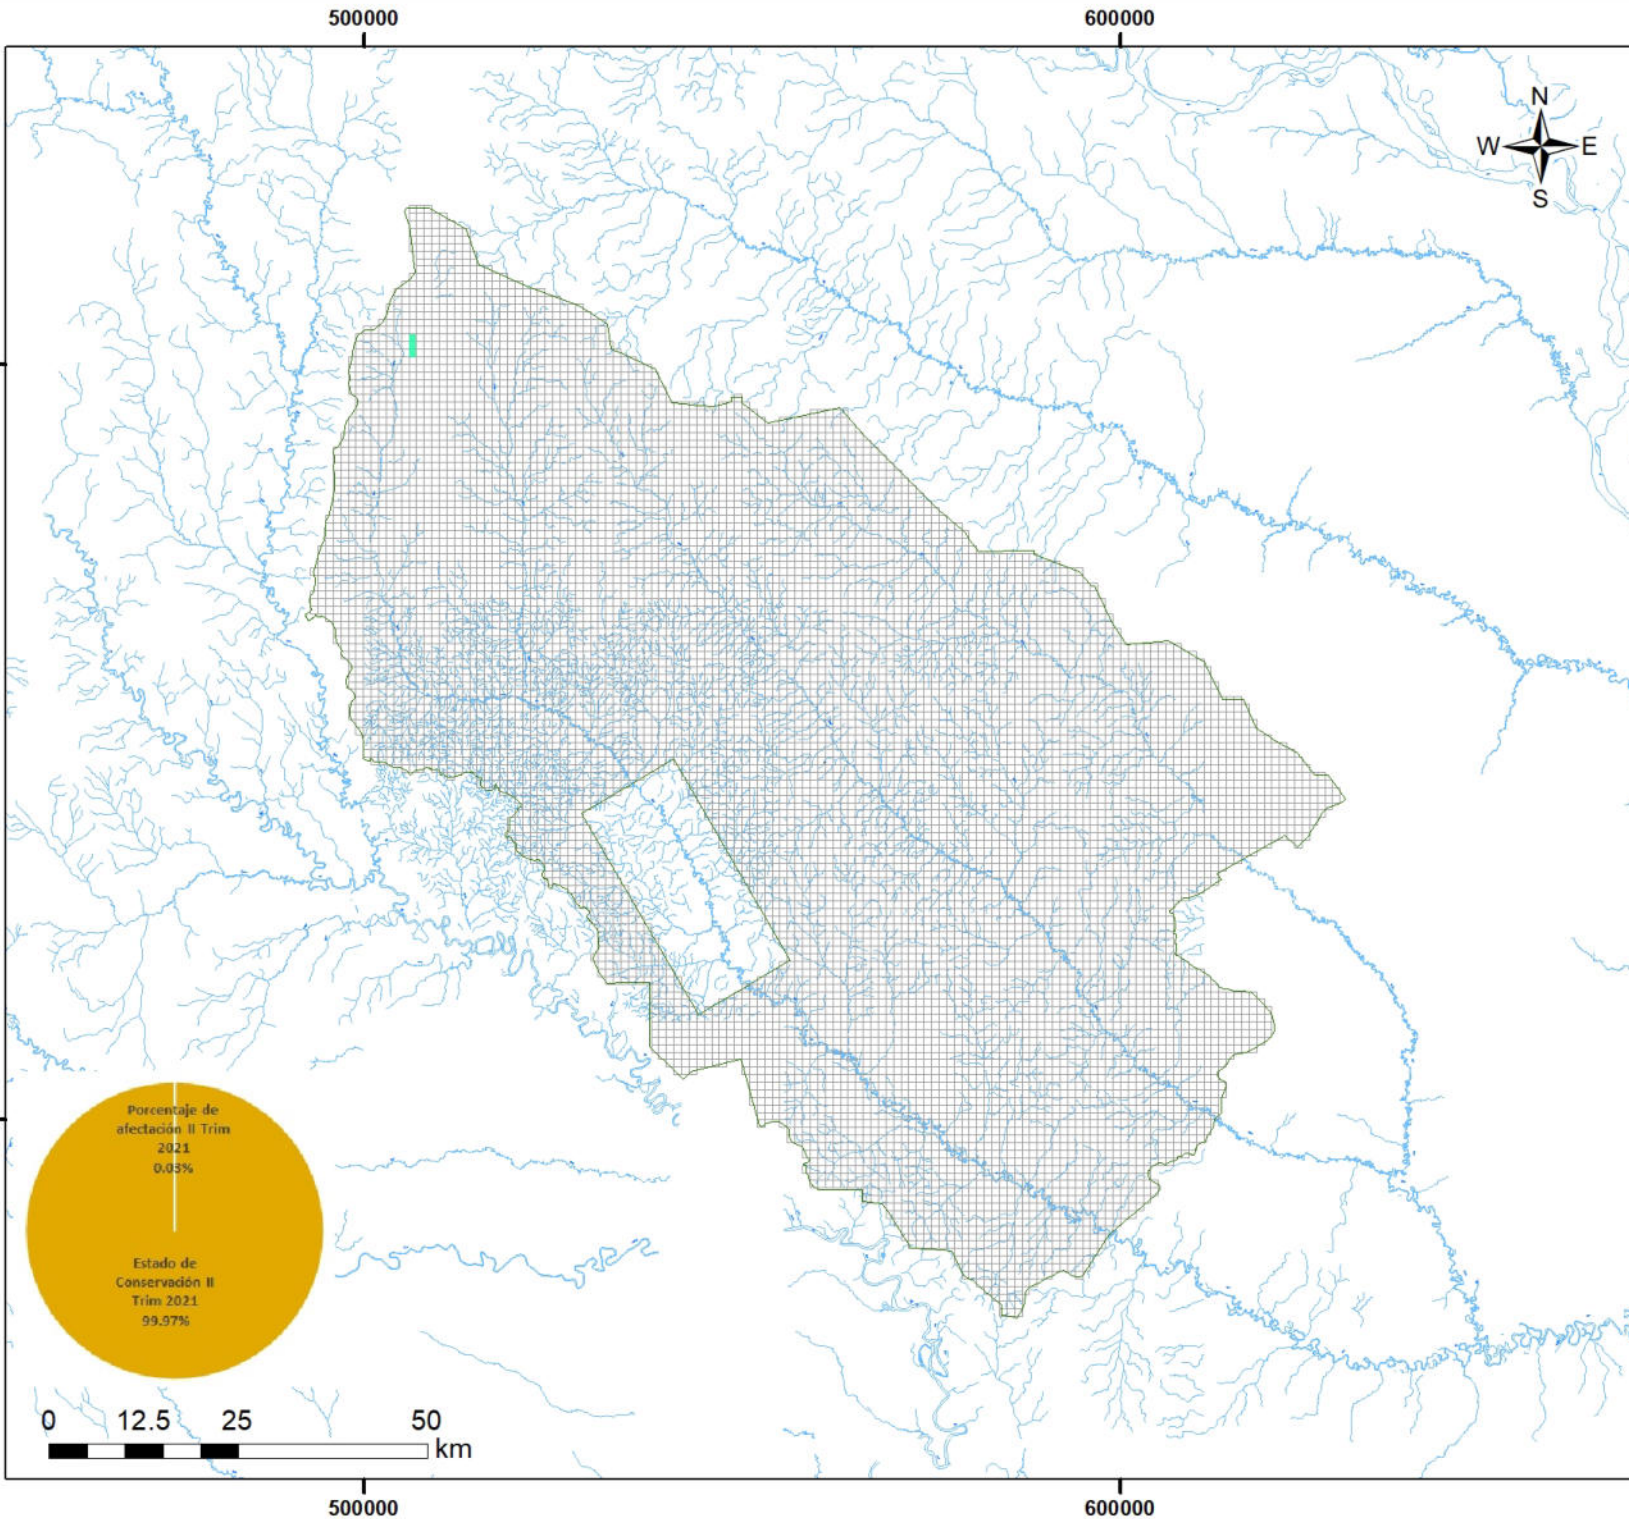 500000
600000
N
W
E
S
Porcentaje de
afectación II Trim
2021
0.03%
Estado de
Conservación II
Trim 2021
99.97%
0
12.5
25
50
km
500000
600000